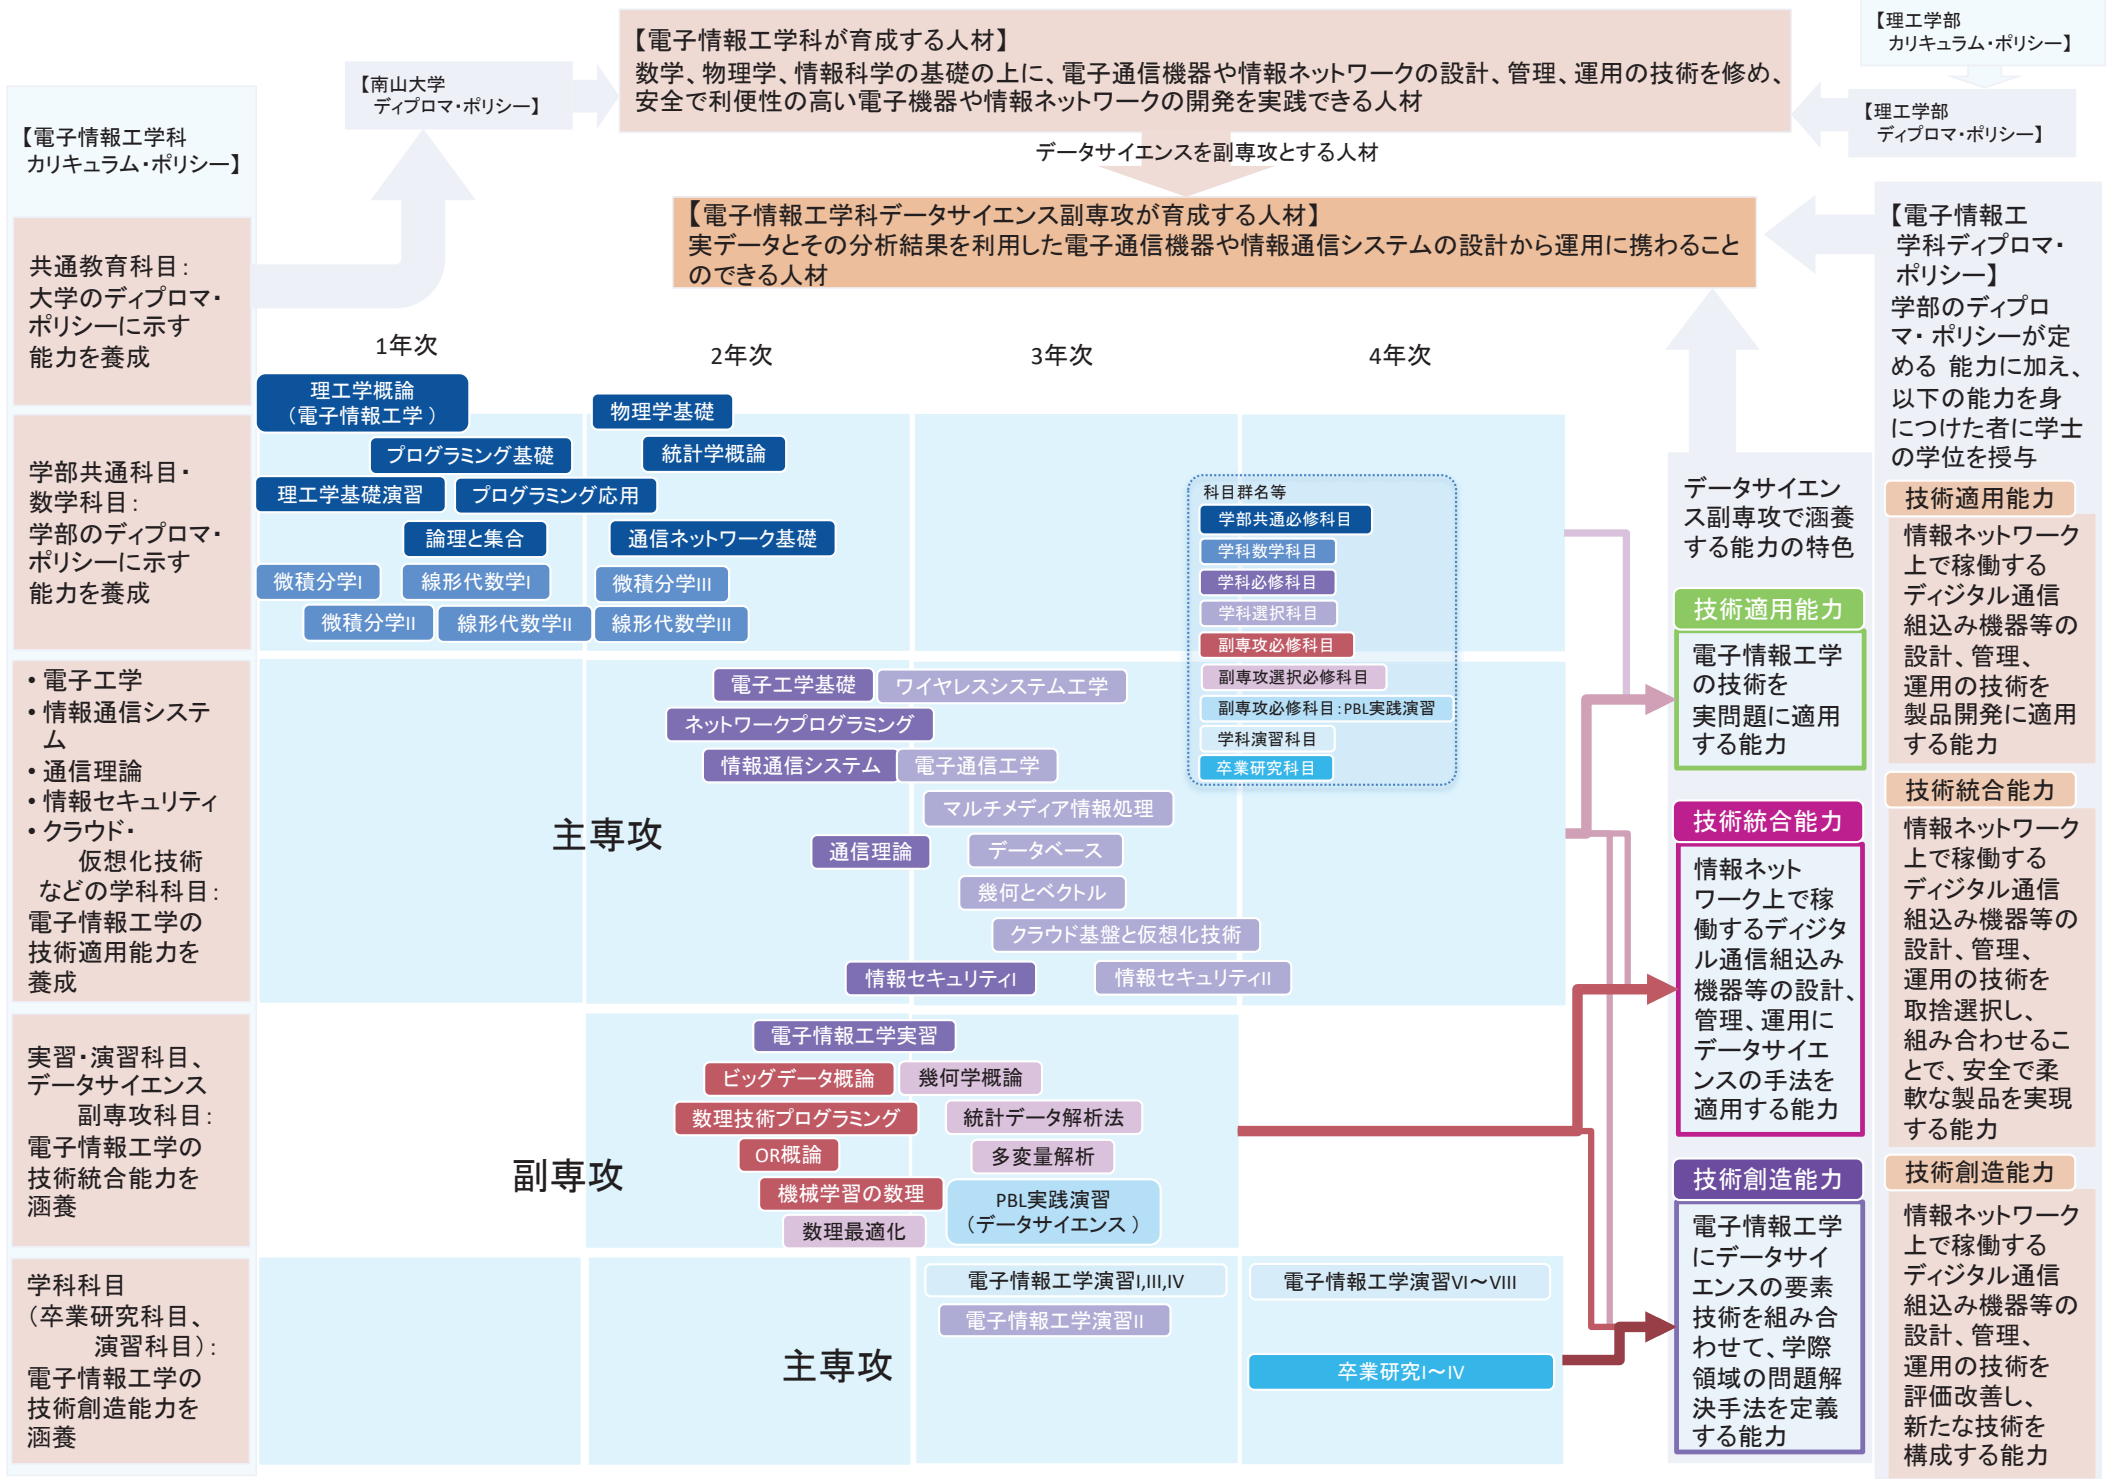 【電子情報工学科が育成する人材】
数学、物理学、情報科学の基礎の上に、電子通信機器や情報ネットワークの設計、管理、運用の技術を修め、
安全で利便性の高い電子機器や情報ネットワークの開発を実践できる人材
【理工学部
カリキュラム・ポリシー】
【南山大学
ディプロマ・ポリシー】
【理工学部
ディプロマ・ポリシー】
【電子情報工学科
カリキュラム・ポリシー】
データサイエンスを副専攻とする人材
【電子情報工学科データサイエンス副専攻が育成する人材】
実データとその分析結果を利用した電子通信機器や情報通信システムの設計から運用に携わること
のできる人材
共通教育科目：
大学のディプロマ・
ポリシーに示す
能力を養成
1年次
2年次
3年次
4年次
学部共通科目・
数学科目：
学部のディプロマ・
ポリシーに示す
能力を養成
理工学概論
（電子情報工学）
物理学基礎
プログラミング基礎
統計学概論
理工学基礎演習
プログラミング応用
論理と集合
通信ネットワーク基礎
微積分学I
線形代数学I
微積分学III
微積分学II
線形代数学II
線形代数学III
科目群名等
学部共通必修科目
学科数学科目
学科必修科目
学科選択科目
副専攻必修科目
副専攻選択必修科目
副専攻必修科目：PBL実践演習
学科演習科目
卒業研究科目
• 電子工学
• 情報通信システ
ム
• 通信理論
• 情報セキュリティ
• クラウド・
仮想化技術
などの学科科目：
電子情報工学の
技術適用能力を
養成
主専攻
電子工学基礎
ワイヤレスシステム工学
ネットワークプログラミング
情報通信システム
電子通信工学
マルチメディア情報処理
通信理論
データベース
幾何とベクトル
クラウド基盤と仮想化技術
情報セキュリティI
情報セキュリティII
実習・演習科目、
データサイエンス
副専攻科目：
電子情報工学の
技術統合能力を
涵養
副専攻
電子情報工学実習
ビッグデータ概論
幾何学概論
数理技術プログラミング
統計データ解析法
OR概論
多変量解析
機械学習の数理
PBL実践演習
（データサイエンス）
数理最適化
学科科目
（卒業研究科目、
演習科目）：
電子情報工学の
技術創造能力を
涵養
主専攻
電子情報工学演習I,III,IV
電子情報工学演習VI～VIII
電子情報工学演習II
卒業研究I～IV
データサイエン
ス副専攻で涵養
する能力の特色
技術適用能力
電子情報工学
の技術を
実問題に適用
する能力
技術統合能力
情報ネット
ワーク上で稼
働するディジタ
ル通信組込み
機器等の設計、
管理、運用に
データサイエ
ンスの手法を
適用する能力
技術創造能力
電子情報工学
にデータサイ
エンスの要素
技術を組み合
わせて、学際
領域の問題解
決手法を定義
する能力
【電子情報工
学科ディプロマ・
ポリシー】
学部のディプロ
マ・ポリシーが定
める 能力に加え、
以下の能力を身
につけた者に学士
の学位を授与
技術適用能力
情報ネットワーク
上で稼働する
ディジタル通信
組込み機器等の
設計、管理、
運用の技術を
製品開発に適用
する能力
技術統合能力
情報ネットワーク
上で稼働する
ディジタル通信
組込み機器等の
設計、管理、
運用の技術を
取捨選択し、
組み合わせるこ
とで、安全で柔
軟な製品を実現
する能力
技術創造能力
情報ネットワーク
上で稼働する
ディジタル通信
組込み機器等の
設計、管理、
運用の技術を
評価改善し、
新たな技術を
構成する能力